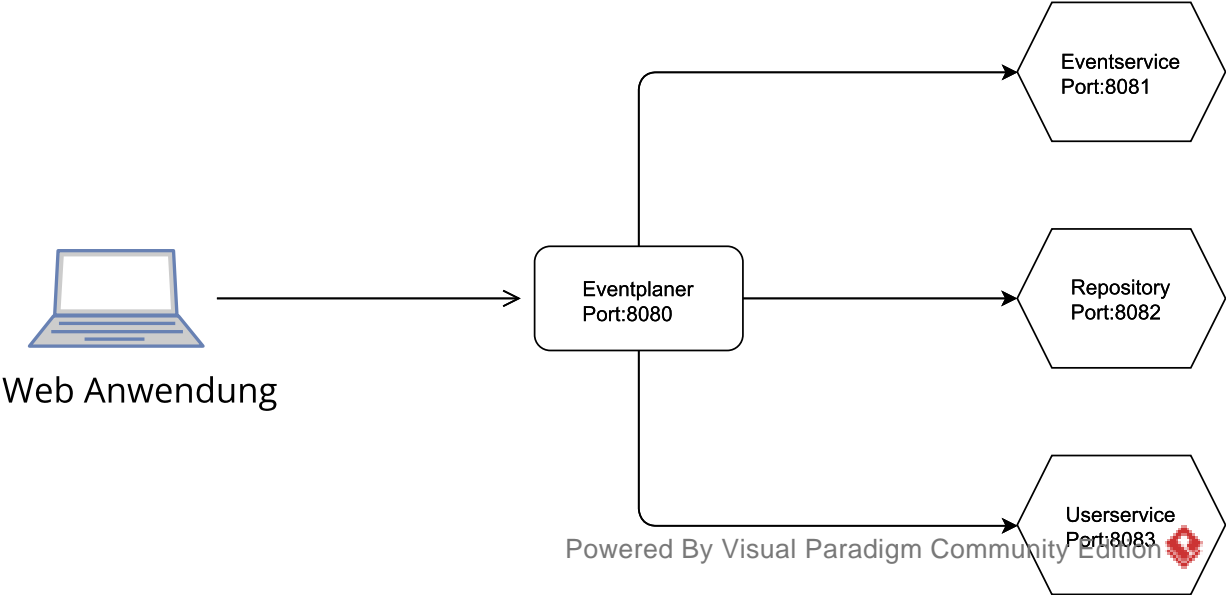 Eventservice
Port:8081
Eventplaner
Port:8080
Repository
Port:8082
Web Anwendung
Userservice
Port:8083
Powered By Visual Paradigm Community Edition